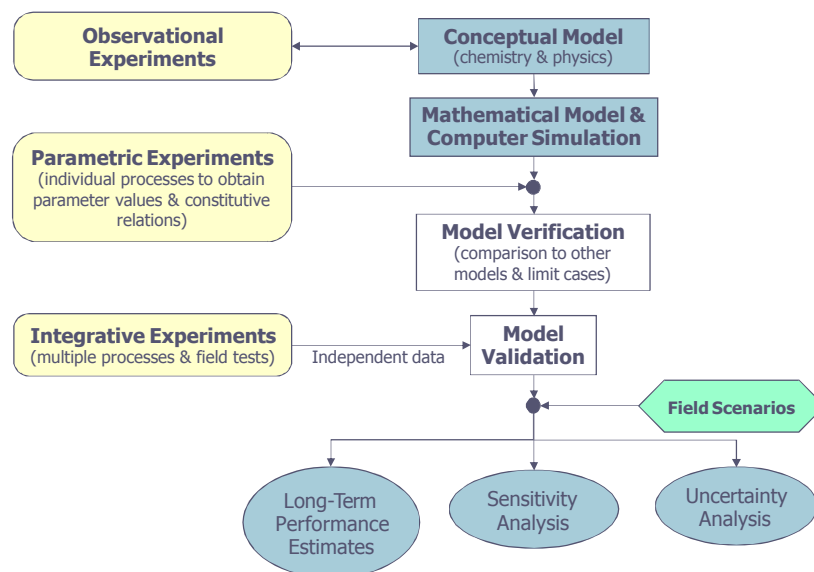 Observational
Experiments
Conceptual Model
(chemistry & physics)
Mathematical Model &
Computer Simulation
Parametric Experiments
(individual processes to obtain
parameter values & constitutive
relations)
Model Verification
(comparison to other
models & limit cases)
Integrative Experiments
(multiple processes & field tests)
Independent data
Model
Validation
Field Scenarios
Long-Term
Performance
Estimates
Sensitivity
Analysis
Uncertainty
Analysis